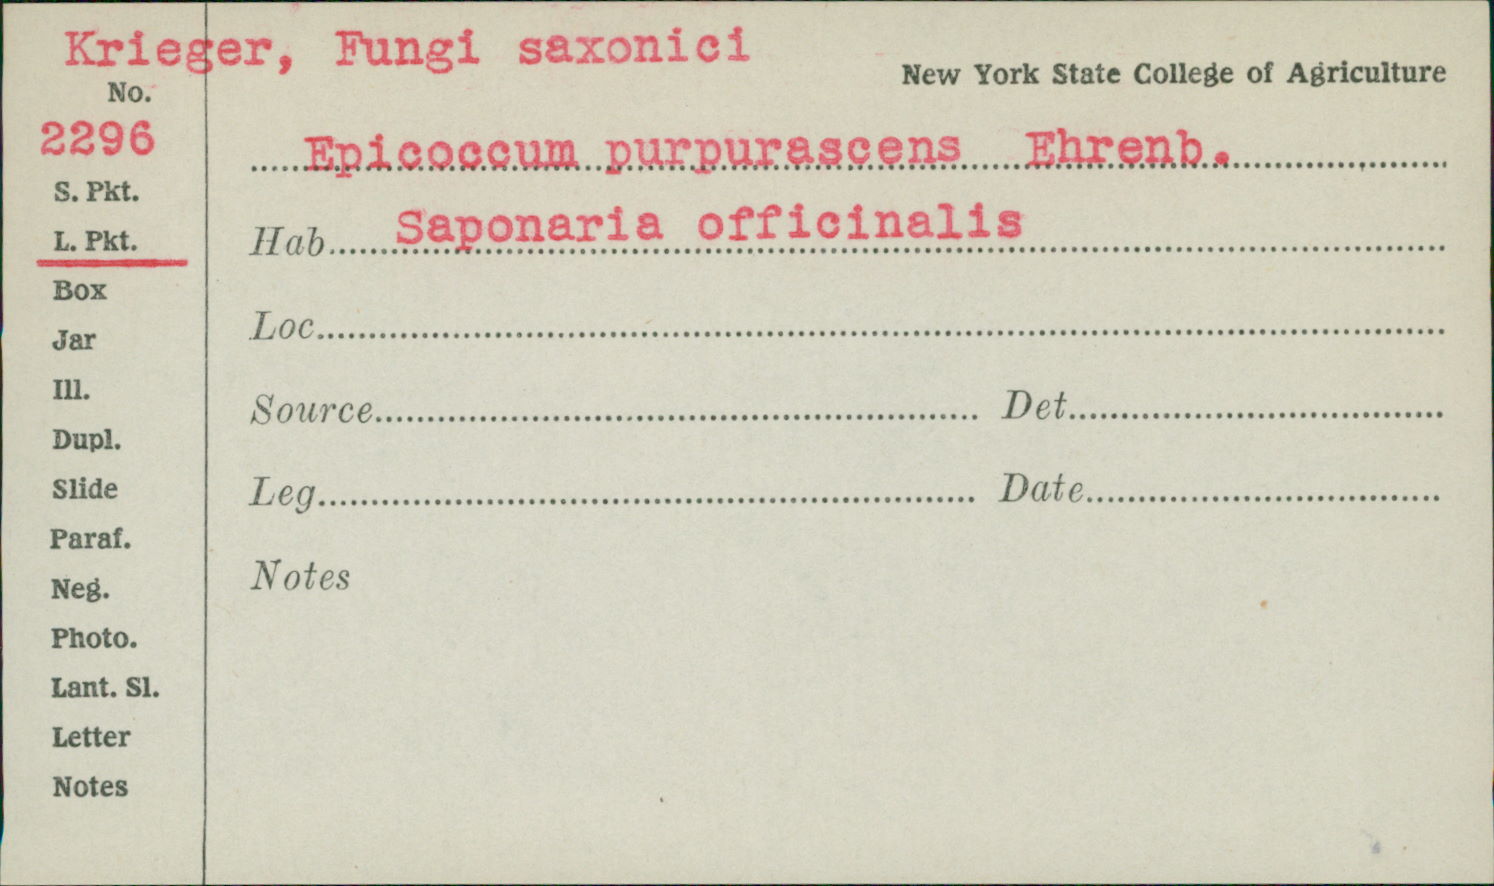 Krieger, Fungi saxonici
New York State College of Agriculture
No.
2296
S. Pkt.
L. Pkt.
Box
Jar
Ill.
Dupl.
Slide
Paraf.
Neg.
Photo.
Lant. Sl.
Letter
Notes
Epicoccum purpurascens Ehrenb.
Hab. Saponaria officinalis
Loc.
Source Det.
Leg. Date
Notes